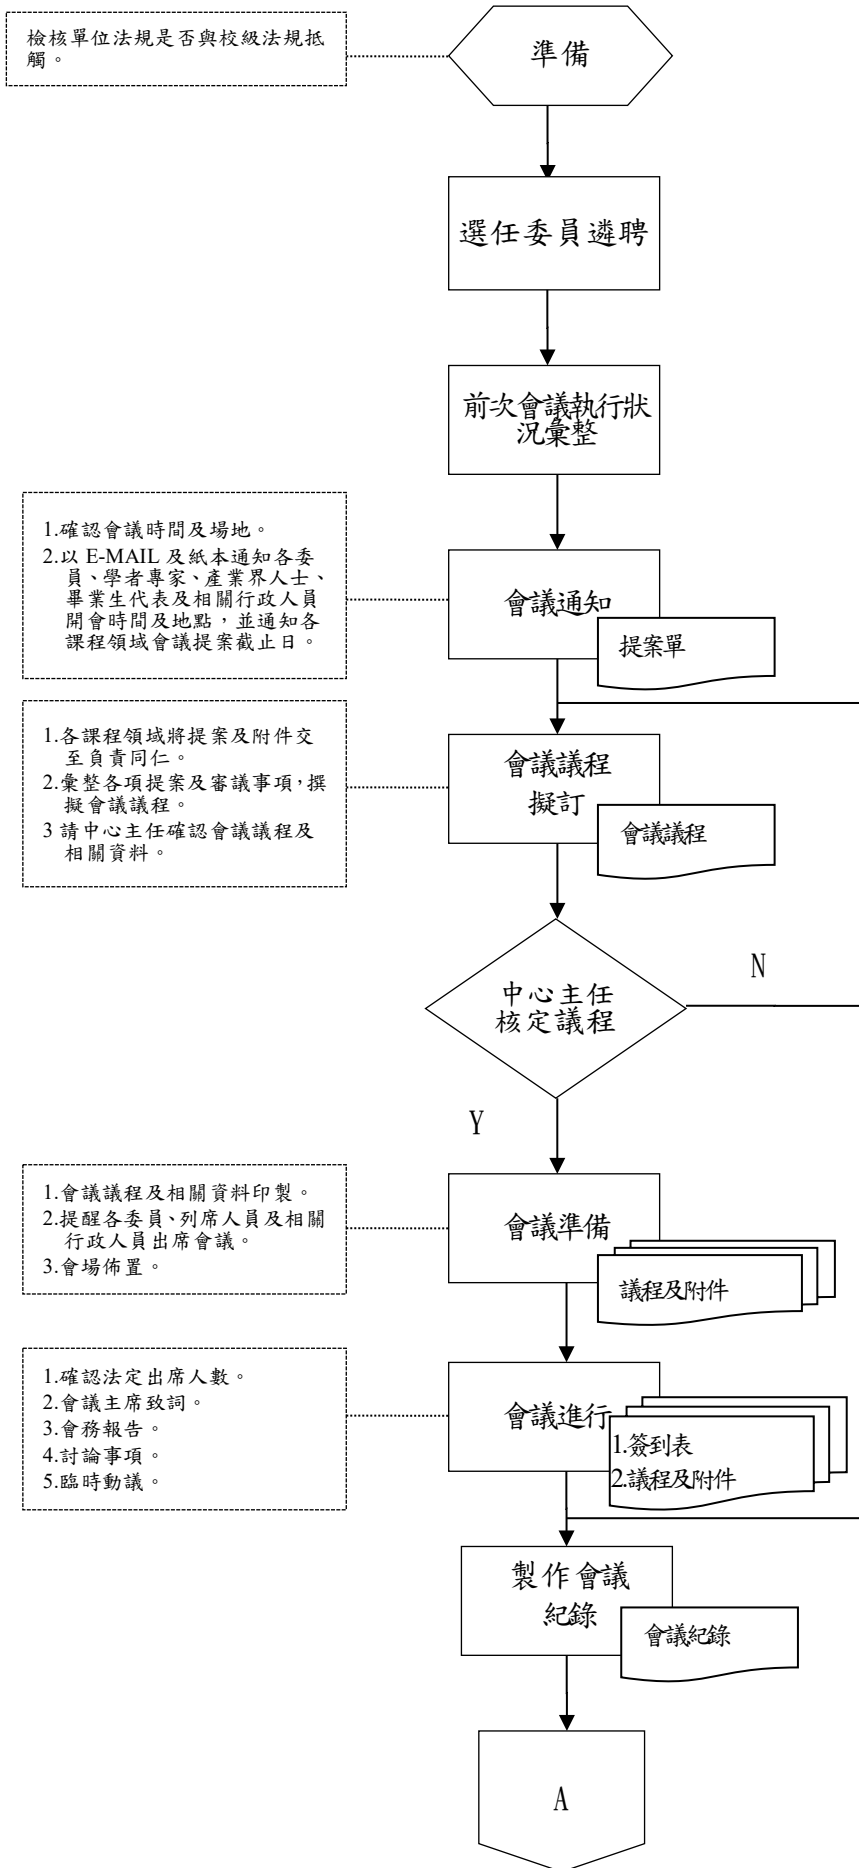 檢核單位法規是否與校級法規抵
觸。
準備
選任委員遴聘
前次會議執行狀
況彙整
1.確認會議時間及場地。
2.以 E-MAIL 及紙本通知各委
員、學者專家、產業界人士、
畢業生代表及相關行政人員
開會時間及地點，並通知各
課程領域會議提案截止日。
會議通知
提案單
1.各課程領域將提案及附件交
至負責同仁。
2.彙整各項提案及審議事項，撰
擬會議議程。
3 請中心主任確認會議議程及
相關資料。
會議議程
擬訂
會議議程
中心主任
核定議程
N
Y
1.會議議程及相關資料印製。
2.提醒各委員、列席人員及相關
行政人員出席會議。
3.會場佈置。
會議準備
議程及附件
1.確認法定出席人數。
2.會議主席致詞。
3.會務報告。
4.討論事項。
5.臨時動議。
會議進行
1.簽到表
2.議程及附件
製作會議
紀錄
會議紀錄
A